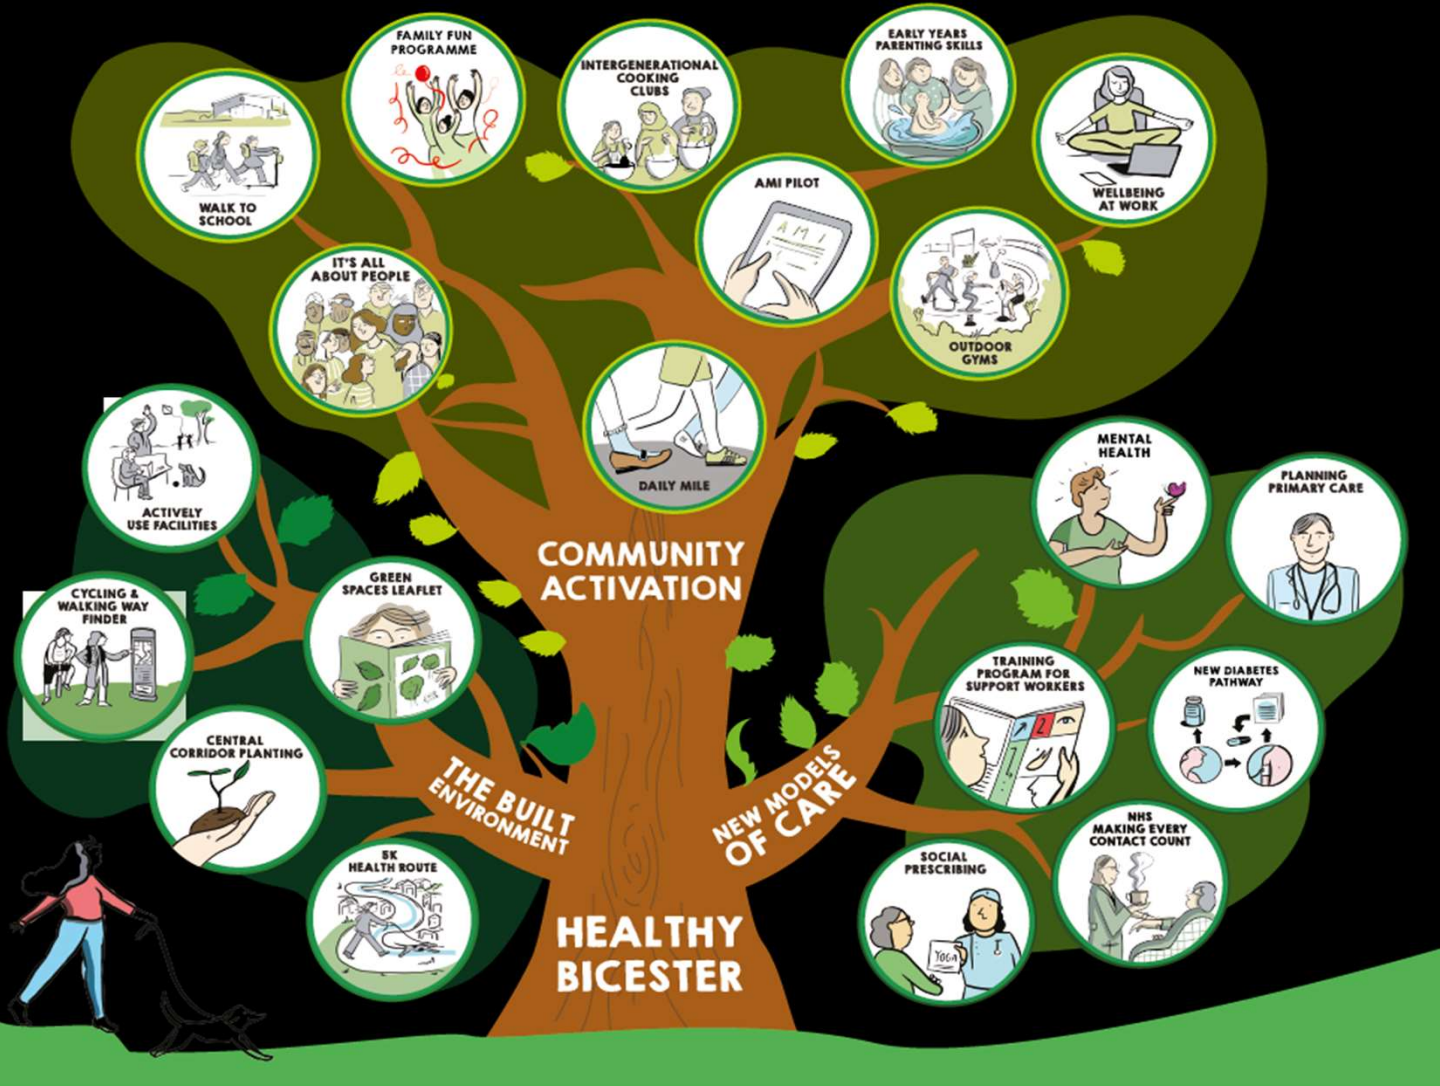 FAMILY FUN
PROGRAMME
INTERGENERATIONAL
COOKING
CLUBS
EARLY YEARS
PARENTING SKILLS
WALK TO
SCHOOL
AMI PILOT
AMI
WELLBEING
AT WORK
IT'S ALL
ABOUT PEOPLE
OUTDOOR
GYMS
DAILY MILE
ACTIVELY
USE FACILITIES
MENTAL
HEALTH
PLANNING
PRIMARY CARE
COMMUNITY
ACTIVATION
CYCLING &
WALKING WAY
FINDER
GREEN
SPACES LEAFLET
TRAINING
PROGRAM FOR
SUPPORT WORKERS
2
NEW DIABETES
PATHWAY
CENTRAL
CORRIDOR PLANTING
THE BUILT
ENVIRONMENT
NEW MODELS
OF CARE
5K
HEALTH ROUTE
NHS
MAKING EVERY
CONTACT COUNT
SOCIAL
PRESCRIBING
YOGA
HEALTHY
BICESTER